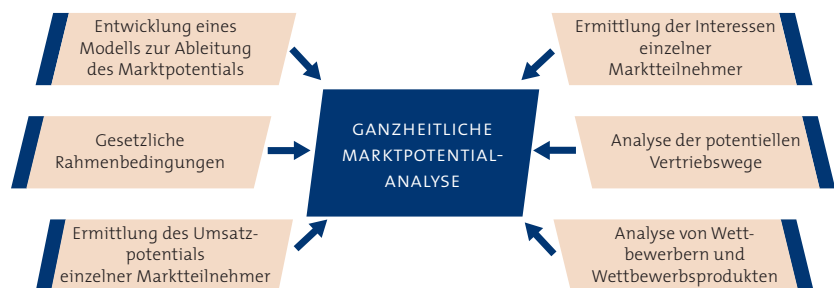 Entwicklung eines
Modells zur Ableitung
des Marktpotentials
Gesetzliche
Rahmenbedingungen
Ermittlung des Umsatz-
potentials
einzelner Marktteilnehmer
GANZHEITLICHE
MARKTPOTENTIAL-
ANALYSE
Ermittlung der Interessen
einzelner
Marktteilnehmer
Analyse der potentiellen
Vertriebswege
Analyse von Wett-
bewerbern und
Wettbewerbsprodukten